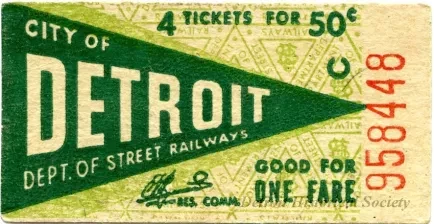 4 TICKETS FOR 50¢
CITY OF
DETROIT
DEPT. OF STREET RAILWAYS
C
958448
RES. COMM.
GOOD FOR
ONE FARE
Detroit Historical Society